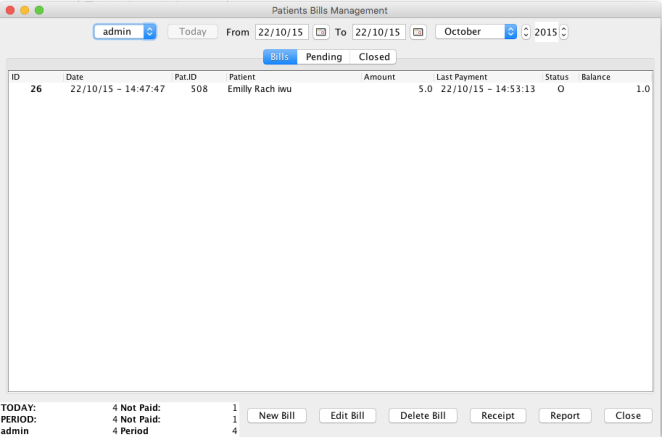 Patients Bills Management
admin Today From 22/10/15 To 22/10/15 October 2015
Bills Pending Closed
ID Date Pat.ID Patient Amount Last Payment Status Balance
26 22/10/15 - 14:47:47 508 Emilly Rach iwu 5.0 22/10/15 - 14:53:13 O 1.0
TODAY: 4 Not Paid: 1
PERIOD: 4 Not Paid: 1
admin 4 Period 4
New Bill Edit Bill Delete Bill Receipt Report Close